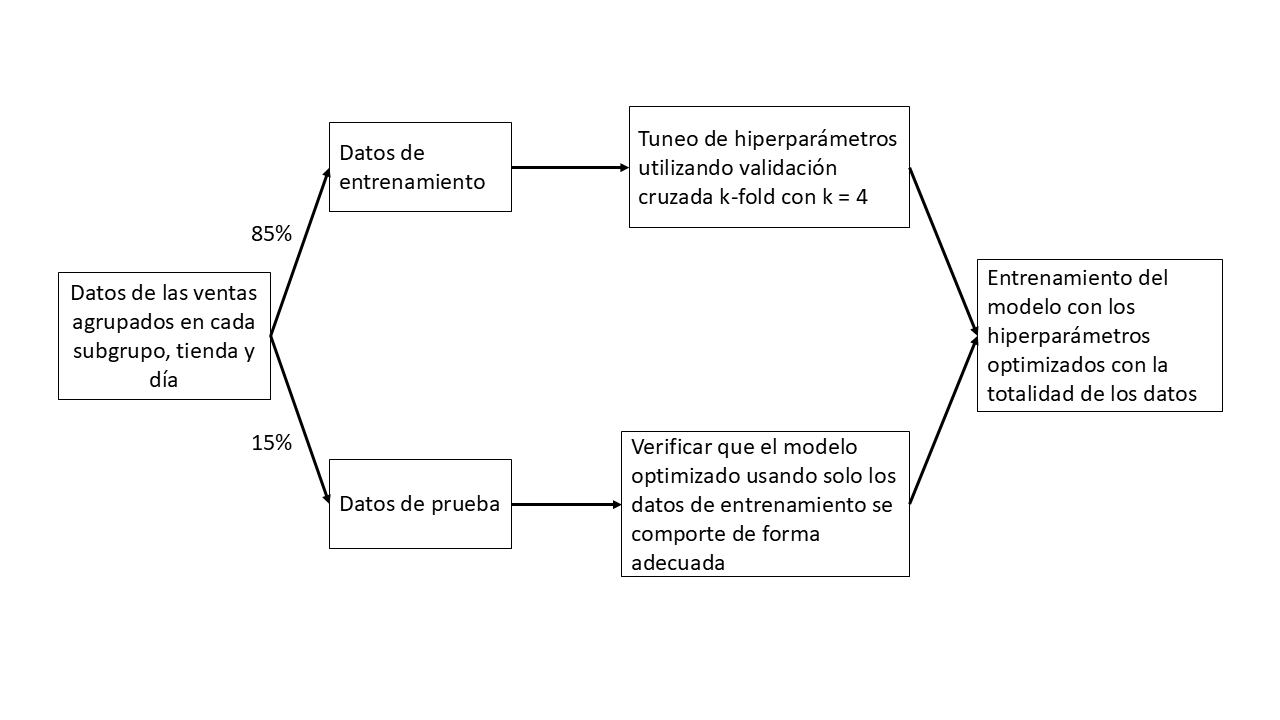 Datos de las ventas
agrupados en cada
subgrupo, tienda y
día
85%
15%
Datos de
entrenamiento
Datos de prueba
Tuneo de hiperparámetros
utilizando validación
cruzada k-fold con k = 4
Verificar que el modelo
optimizado usando solo los
datos de entrenamiento se
comporte de forma
adecuada
Entrenamiento del
modelo con los
hiperparámetros
optimizados con la
totalidad de los datos